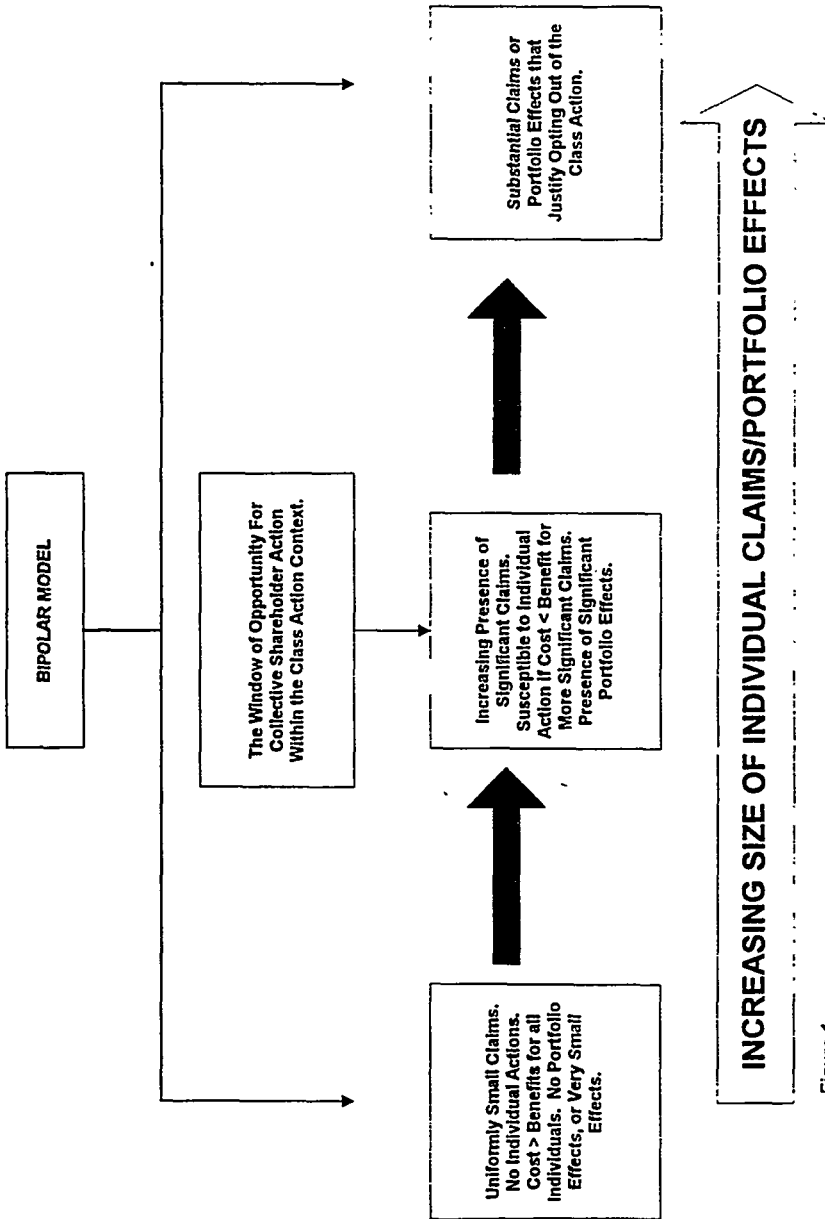 BIPOLAR MODEL
The Window of Opportunity For
Collective Shareholder Action
Within the Class Action Context.
Uniformly Small Claims.
No Individual Actions.
Cost > Benefits for all
Individuals. No Portfolio
Effects, or Very Small
Effects.
Increasing Presence of
Significant Claims.
Susceptible to Individual
Action if Cost < Benefit for
More Significant Claims.
Presence of Significant
Portfolio Effects.
Substantial Claims or
Portfolio Effects that
Justify Opting Out of the
Class Action.
INCREASING SIZE OF INDIVIDUAL CLAIMS/PORTFOLIO EFFECTS